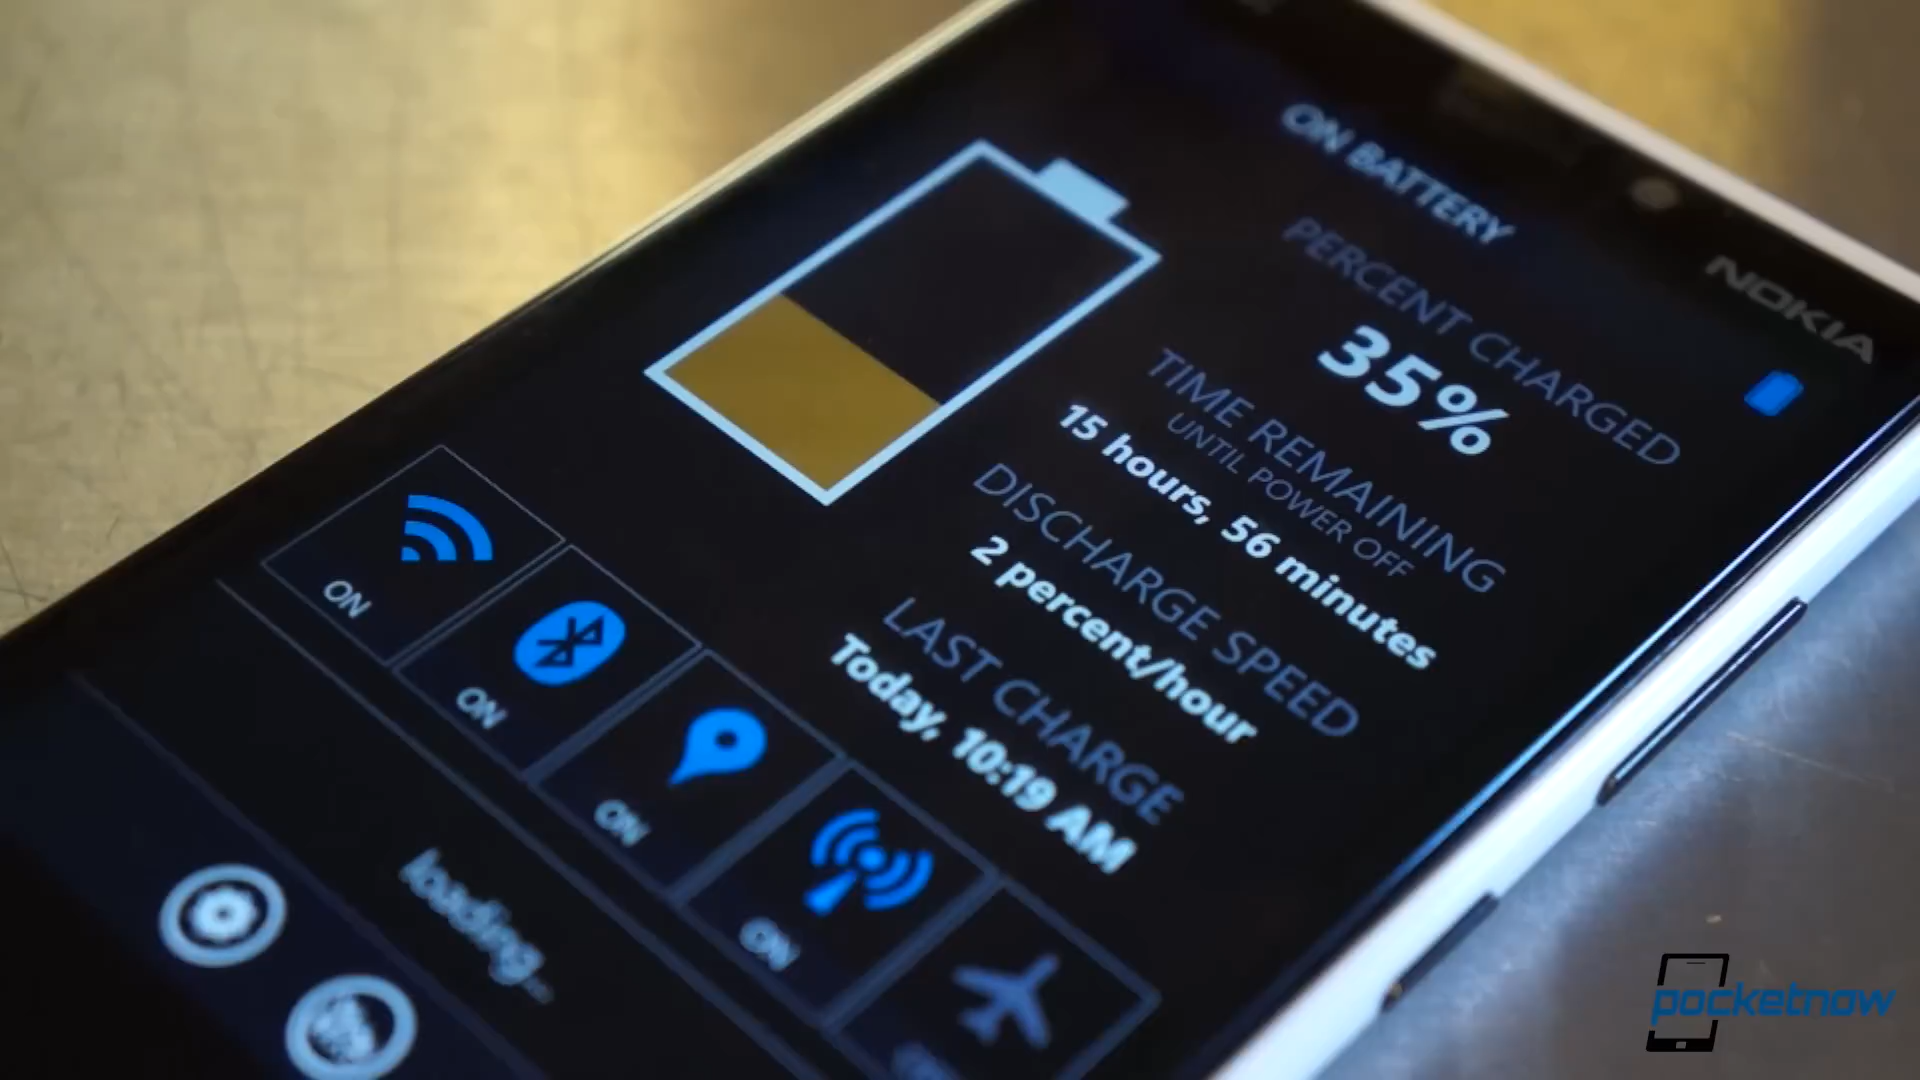 ON BATTERY
PERCENT CHARGED
35%
TIME REMAINING
UNTIL POWER OFF
15 hours, 56 minutes
DISCHARGE SPEED
2 percent/hour
LAST CHARGE
Today, 10:19 AM
NOKIA
ON
ON
ON
ON
loading...
pocketnow